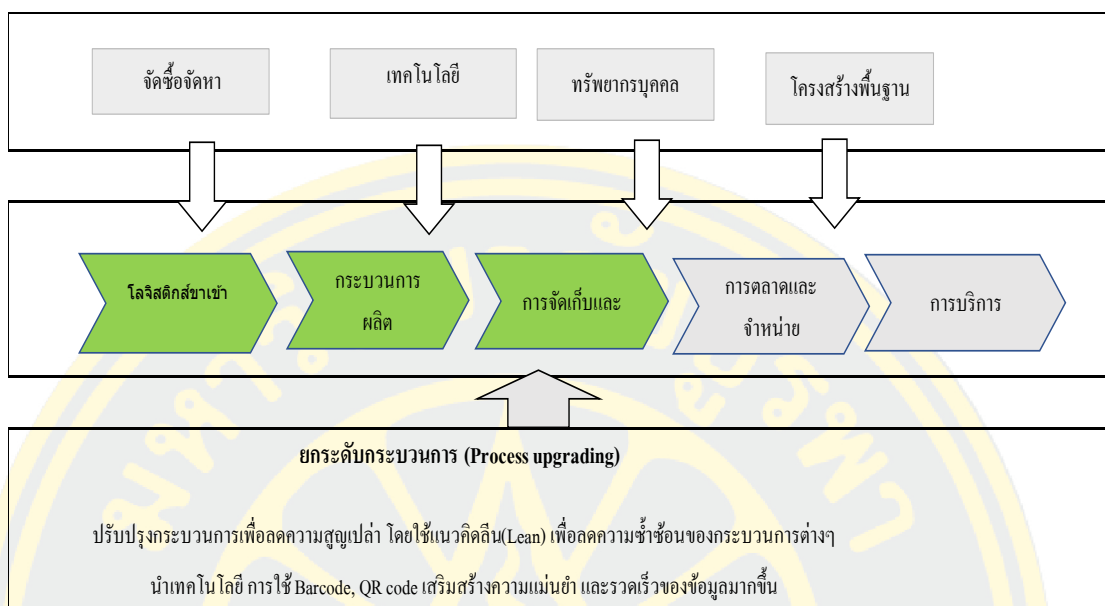 จัดซื้อจัดหา
เทคโนโลยี
ทรัพยากรบุคคล
โครงสร้างพื้นฐาน
โลจิสติกส์ขาเข้า
กระบวนการ
ผลิต
การจัดเก็บและ
การตลาดและ
จำหน่าย
การบริการ
ยกระดับกระบวนการ (Process upgrading)
ปรับปรุงกระบวนการเพื่อลดความสูญเปล่า โดยใช้แนวคิดลีน(Lean) เพื่อลดความซ้ำซ้อนของกระบวนการต่างๆ
นำเทคโนโลยี การใช้ Barcode, QR code เสริมสร้างความแม่นยำ และรวดเร็วของข้อมูลมากขึ้น